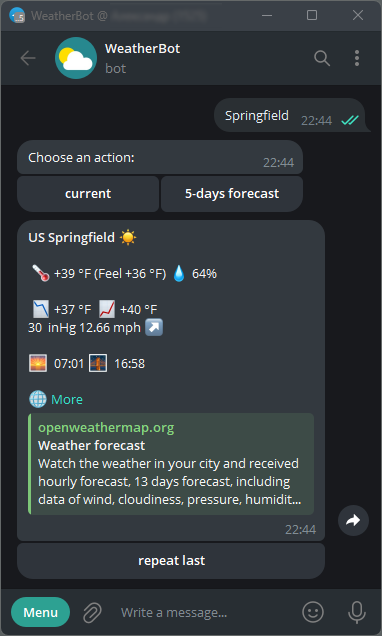 WeatherBot @
WeatherBot
bot
Springfield 22:44
Choose an action:
22:44
current 5-days forecast
US Springfield
+39 °F (Feel +36 °F) 64%
+37 °F +40 °F
30 inHg 12.66 mph
07:01 16:58
More
openweathermap.org
Weather forecast
Watch the weather in your city and received
hourly forecast, 13 days forecast, including
data of wind, cloudiness, pressure, humidit...
22:44
repeat last
Menu Write a message...